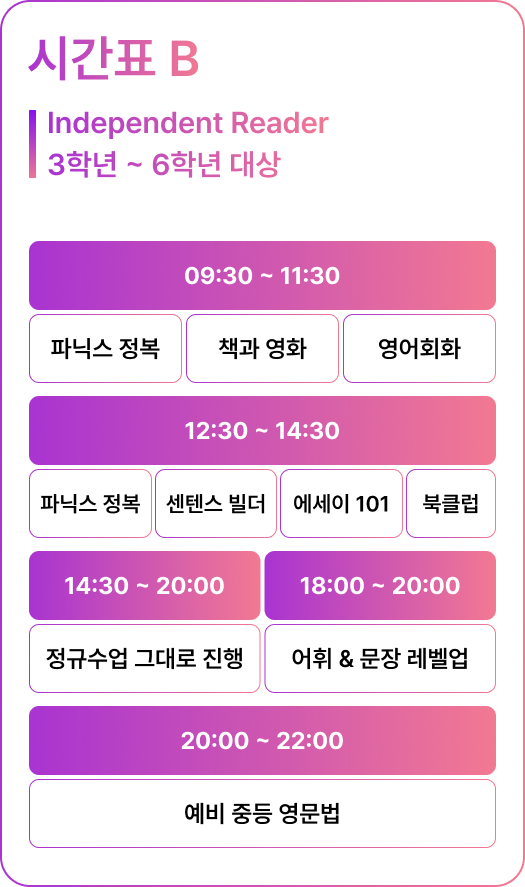 시간표 B
Independent Reader
3학년 ~ 6학년 대상
09:30 ~ 11:30
파닉스 정복 책과 영화 영어회화
12:30 ~ 14:30
파닉스 정복 센텐스 빌더 에세이 101 북클럽
14:30 ~ 20:00 18:00 ~ 20:00
정규수업 그대로 진행 어휘 & 문장 레벨업
20:00 ~ 22:00
예비 중등 영문법